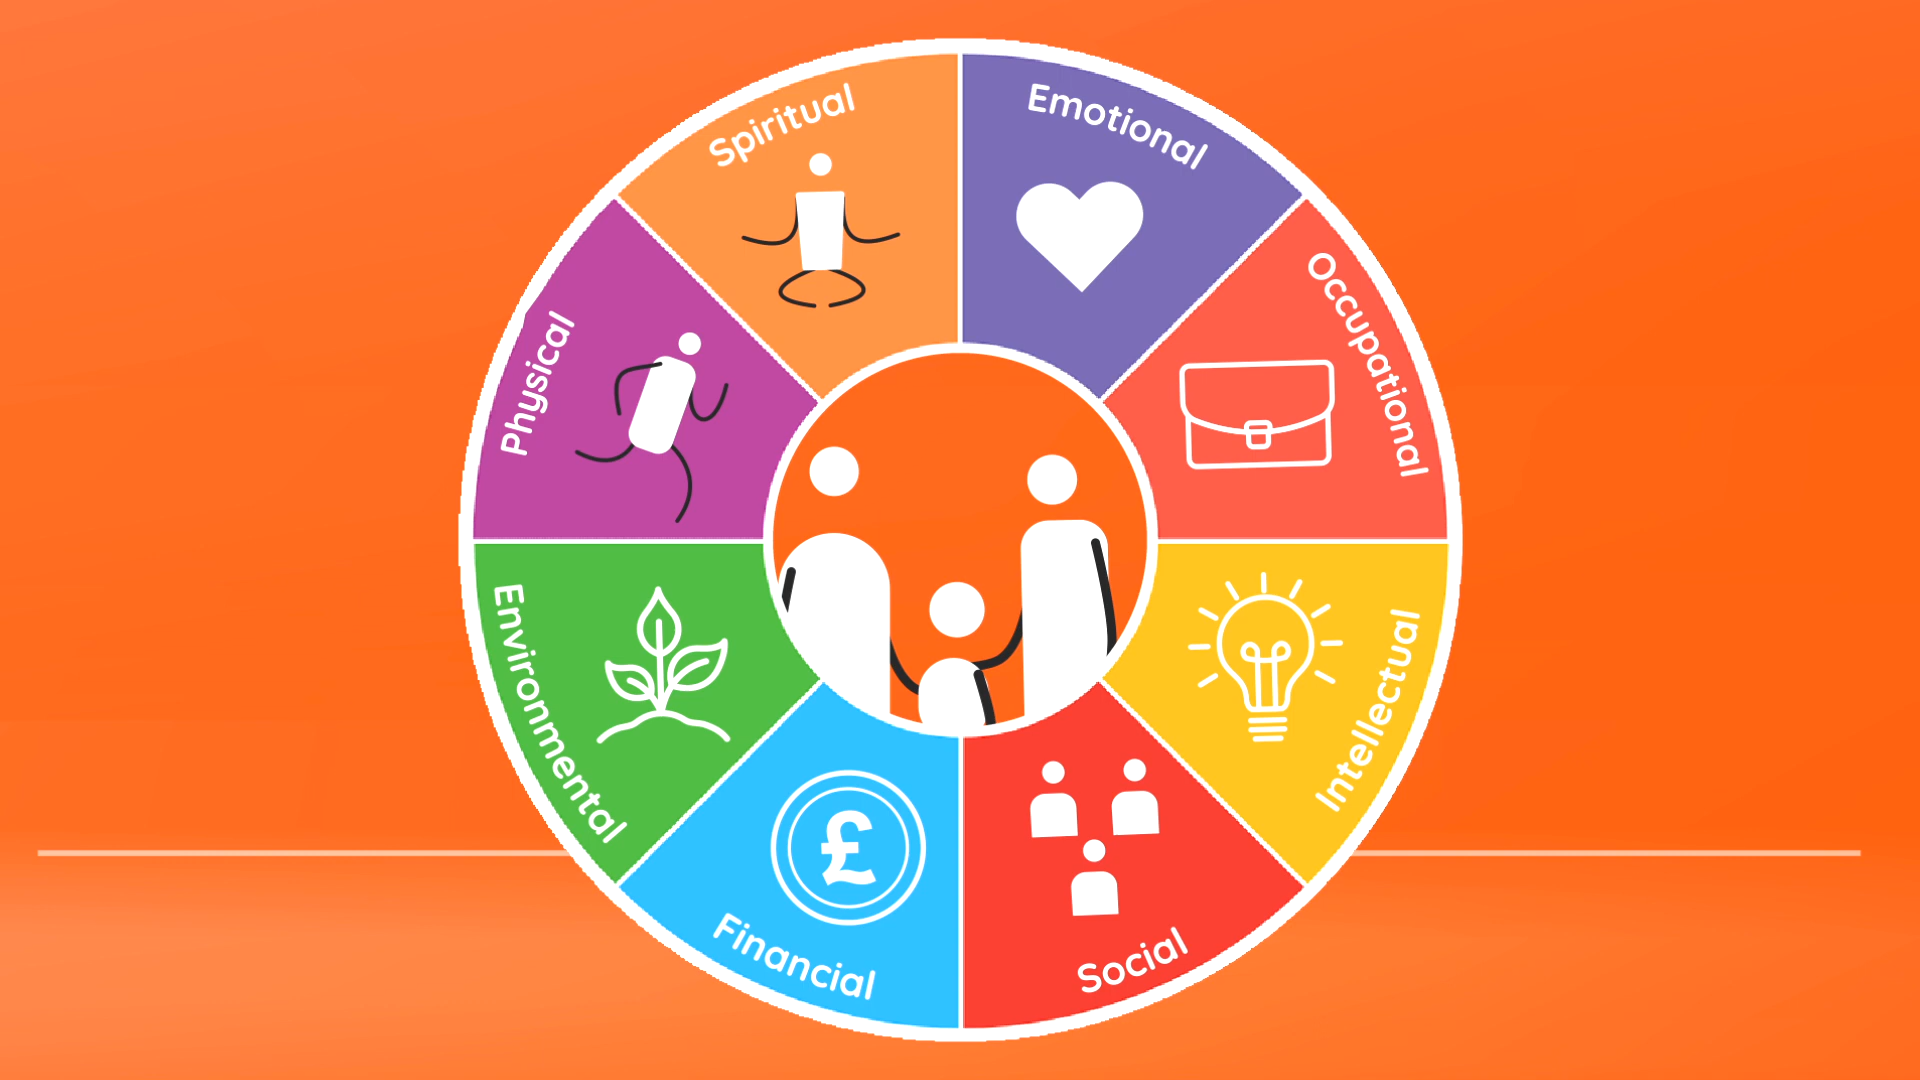 Spiritual
Emotional
Occupational
Intellectual
Social
Financial
£
Environmental
Physical